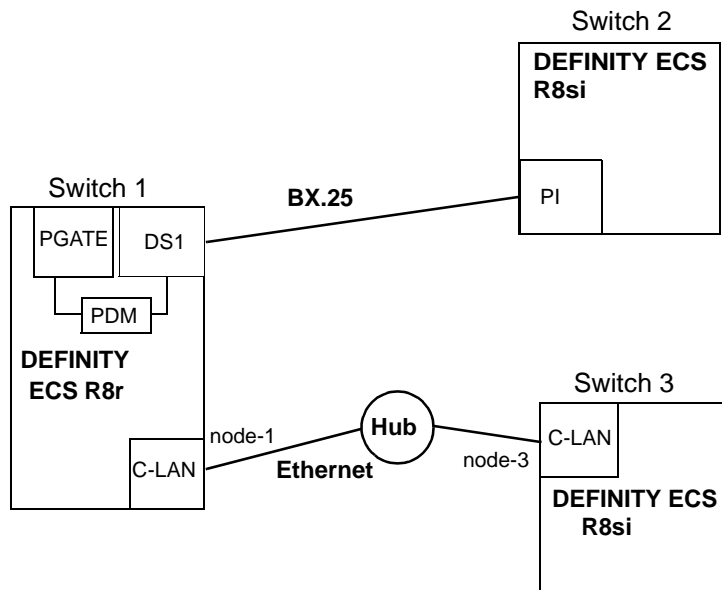 Switch 2
DEFINITY ECS
R8si
PI
BX.25
Switch 1
PGATE
DS1
PDM
DEFINITY
ECS R8r
C-LAN
node-1
Ethernet
Hub
node-3
Switch 3
C-LAN
DEFINITY ECS
R8si